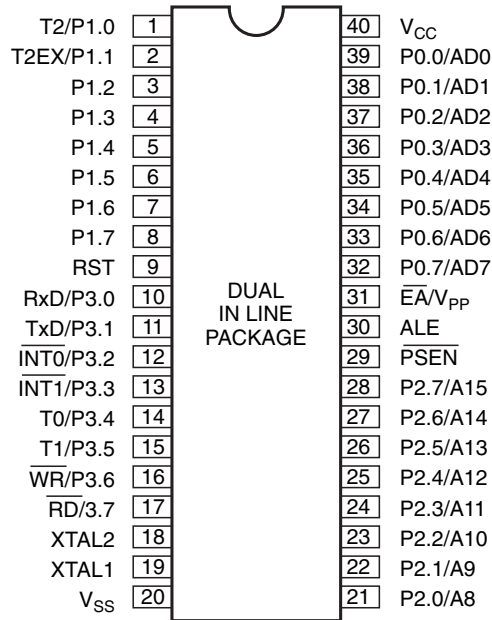 T2/P1.0 1 40 VCC
T2EX/P1.1 2 39 P0.0/AD0
P1.2 3 38 P0.1/AD1
P1.3 4 37 P0.2/AD2
P1.4 5 36 P0.3/AD3
P1.5 6 35 P0.4/AD4
P1.6 7 34 P0.5/AD5
P1.7 8 33 P0.6/AD6
RST 9 32 P0.7/AD7
RxD/P3.0 10 31 E̅A̅/VPP
TxD/P3.1 11 30 ALE
I̅N̅T̅0̅/P3.2 12 29 P̅S̅E̅N̅
I̅N̅T̅1̅/P3.3 13 28 P2.7/A15
T0/P3.4 14 27 P2.6/A14
T1/P3.5 15 26 P2.5/A13
W̅R̅/P3.6 16 25 P2.4/A12
R̅D̅/3.7 17 24 P2.3/A11
XTAL2 18 23 P2.2/A10
XTAL1 19 22 P2.1/A9
VSS 20 21 P2.0/A8
DUAL
IN LINE
PACKAGE